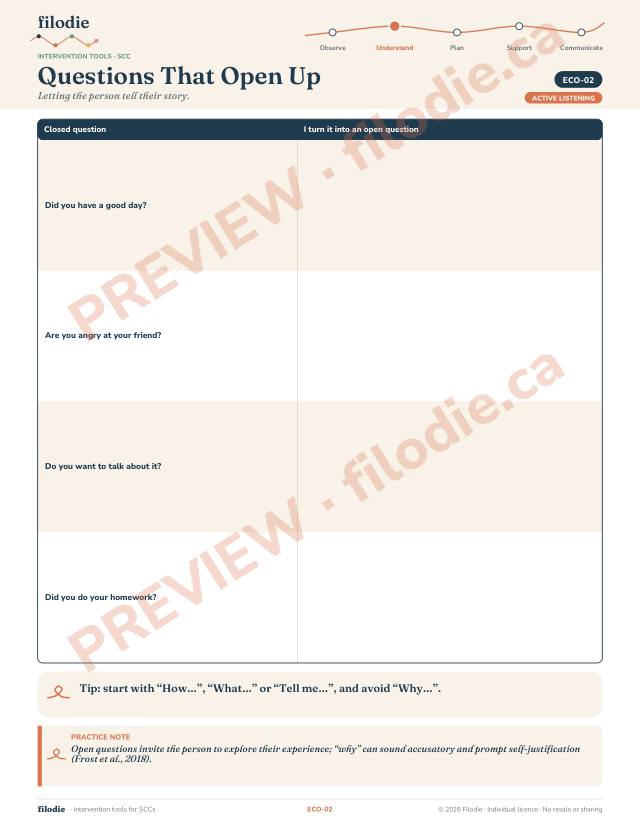 filodie
Observe Understand Plan Support Communicate
INTERVENTION TOOLS · SCC
Questions That Open Up
ECO-02
Letting the person tell their story.
ACTIVE LISTENING
Closed question I turn it into an open question
Did you have a good day?
Are you angry at your friend?
Do you want to talk about it?
Did you do your homework?
PREVIEW · filodie.ca
PREVIEW · filodie.ca
Tip: start with “How…”, “What…” or “Tell me…”, and avoid “Why…”.
PRACTICE NOTE
Open questions invite the person to explore their experience; “why” can sound accusatory and prompt self-justification
(Frost et al., 2018).
filodie · Intervention tools for SCCs ECO-02 © 2026 Filodie · Individual licence · No resale or sharing